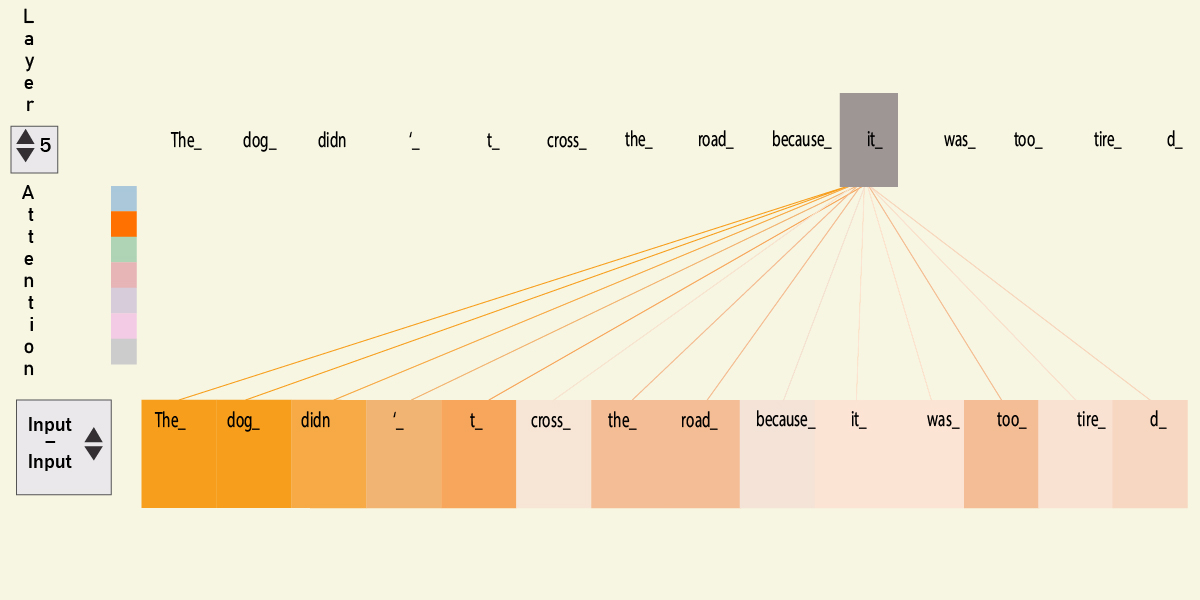 Layer
5
The_ dog_ didn ‘_ t_ cross_ the_ road_ because_ it_ was_ too_ tire_ d_
Attention
Input
–
Input
The_ dog_ didn ‘_ t_ cross_ the_ road_ because_ it_ was_ too_ tire_ d_